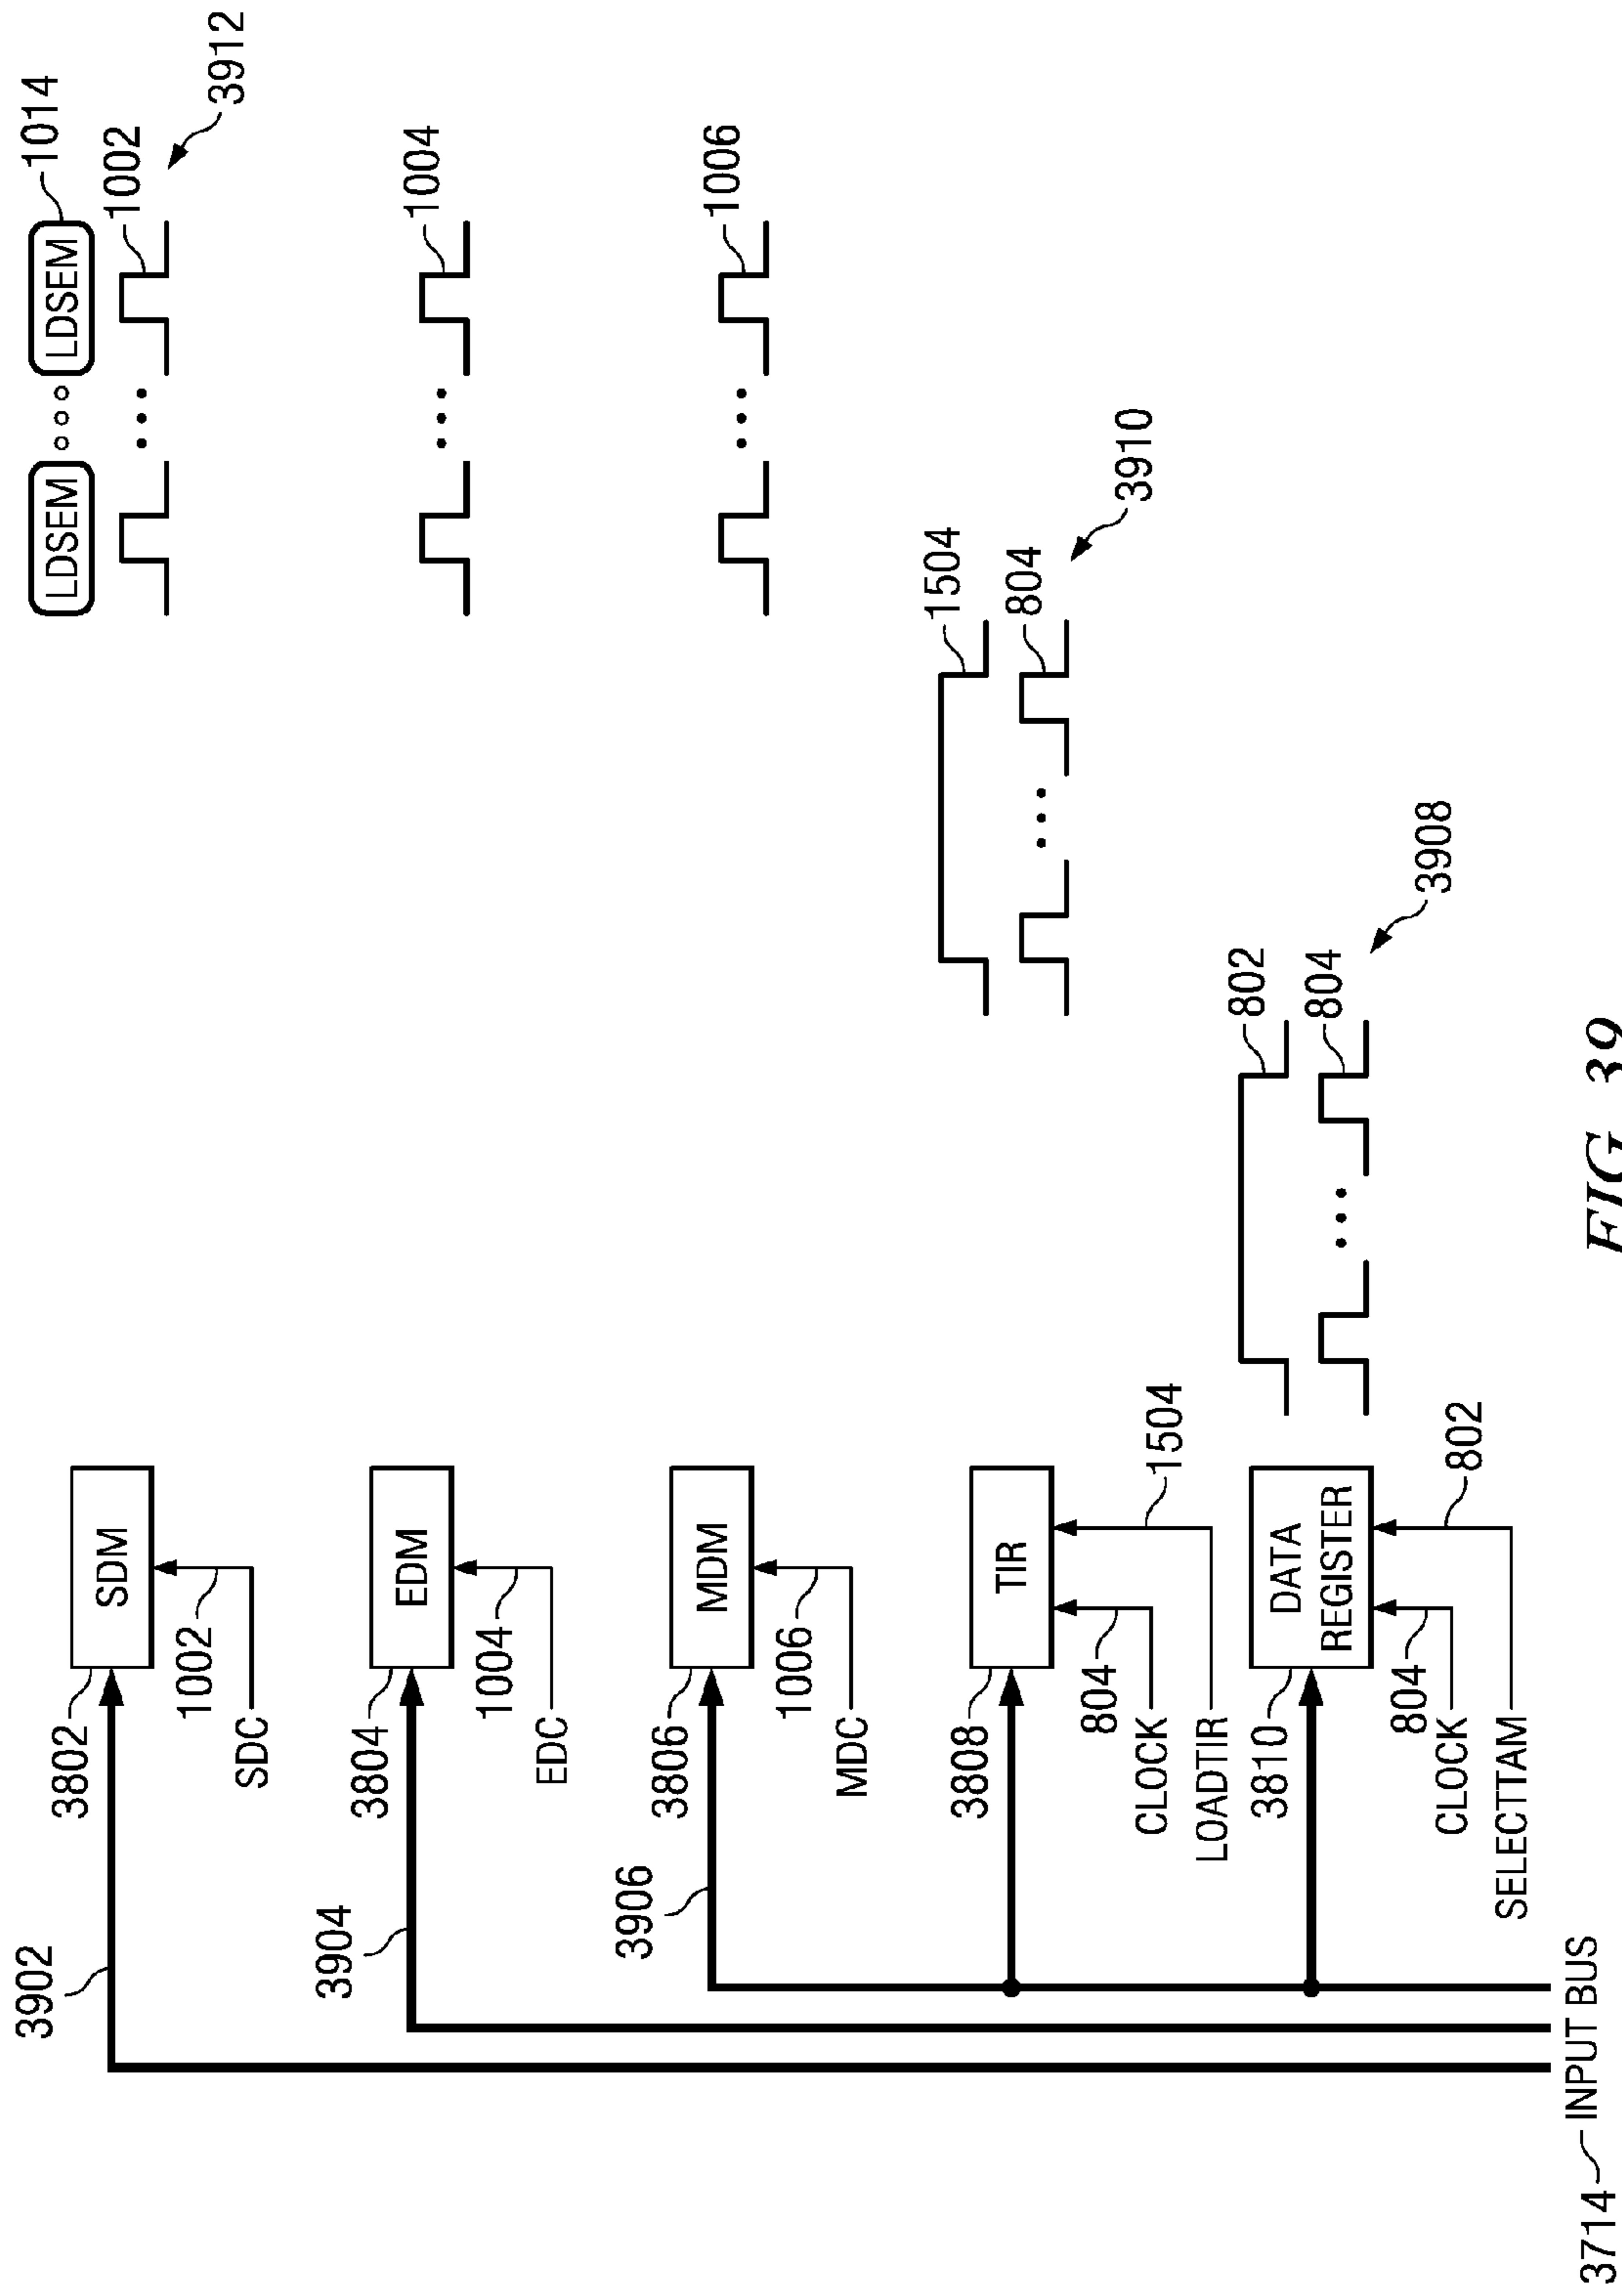 3902
3802
SDM
1002
SDC
LDSEM
LDSEM
1014
1002
3912
3904
3804
EDM
1004
EDC
1004
3906
3806
MDM
1006
MDC
1006
3808
TIR
804
CLOCK
1504
LOADTIR
1504
804
3910
3810
DATA
REGISTER
804
CLOCK
802
SELECTTAM
802
804
3908
3714 INPUT BUS
FIG. 39